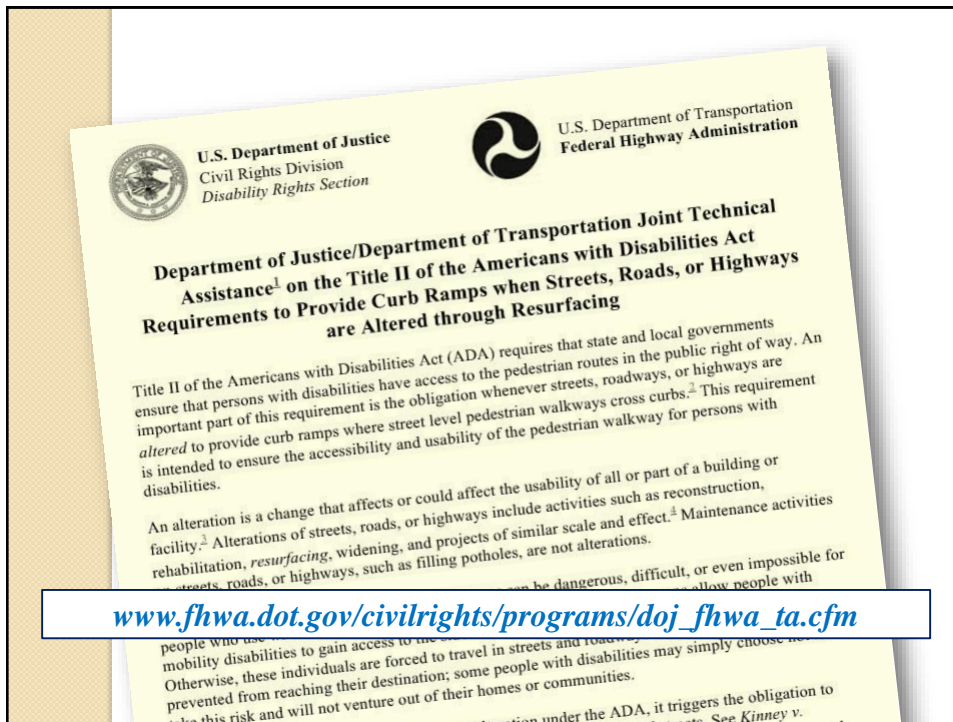 U.S. Department of Justice
Civil Rights Division
Disability Rights Section
U.S. Department of Transportation
Federal Highway Administration
Department of Justice/Department of Transportation Joint Technical
Assistance1 on the Title II of the Americans with Disabilities Act
Requirements to Provide Curb Ramps when Streets, Roads, or Highways
are Altered through Resurfacing
Title II of the Americans with Disabilities Act (ADA) requires that state and local governments
ensure that persons with disabilities have access to the pedestrian routes in the public right of way. An
important part of this requirement is the obligation whenever streets, roadways, or highways are
altered to provide curb ramps where street level pedestrian walkways cross curbs.2 This requirement
is intended to ensure the accessibility and usability of the pedestrian walkway for persons with
disabilities.
An alteration is a change that affects or could affect the usability of all or part of a building or
facility.3 Alterations of streets, roads, or highways include activities such as reconstruction,
rehabilitation, resurfacing, widening, and projects of similar scale and effect.4 Maintenance activities
streets, roads, or highways, such as filling potholes, are not alterations.
can be dangerous, difficult, or even impossible for
allow people with
www.fhwa.dot.gov/civilrights/programs/doj_fhwa_ta.cfm
people who use
mobility disabilities to gain access to the
Otherwise, these individuals are forced to travel in streets and
prevented from reaching their destination; some people with disabilities may simply choose
this risk and will not venture out of their homes or communities.
under the ADA, it triggers the obligation to
See Kinney v.